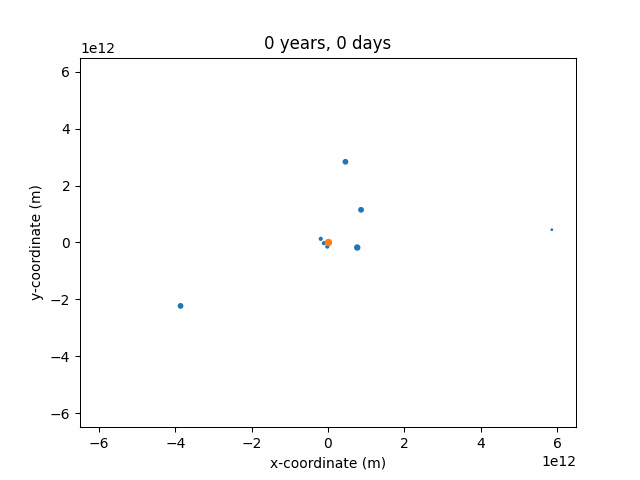 0 years, 0 days
1e12
6
4
2
0
−2
−4
−6
y-coordinate (m)
−6 −4 −2 0 2 4 6
x-coordinate (m)
1e12